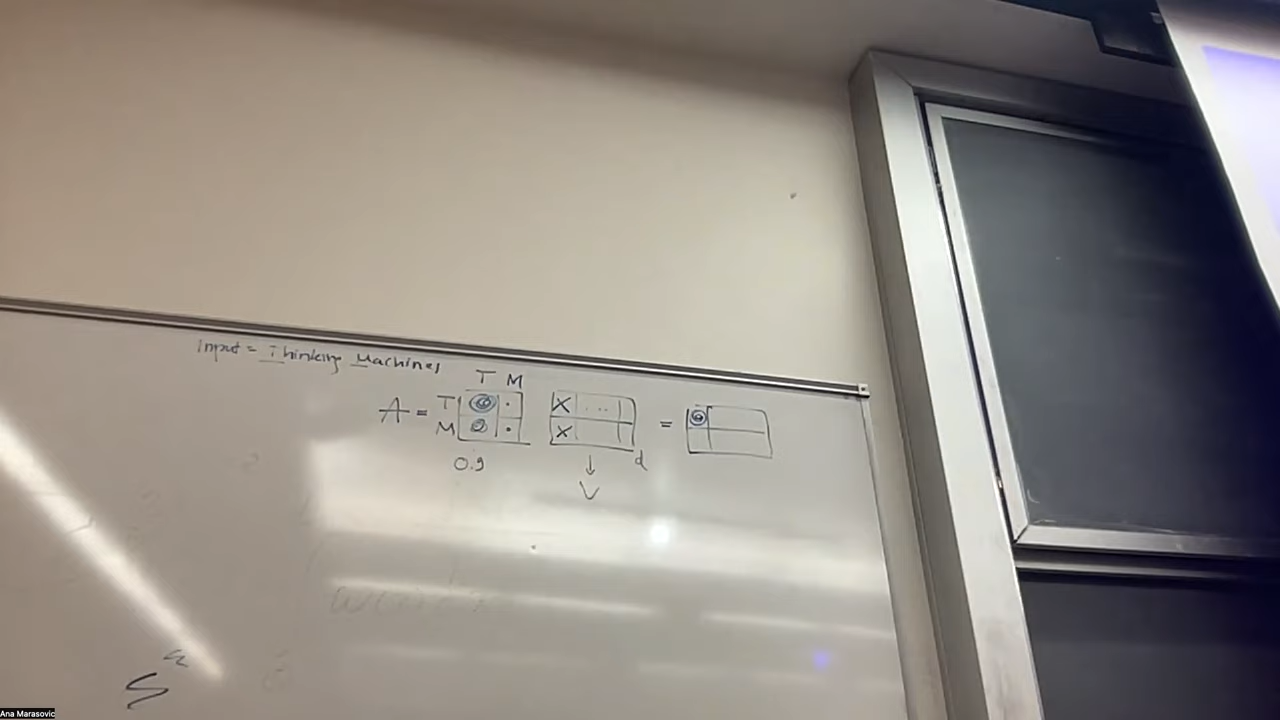 Input = Thinking Machines
T M
A = T
M
X ...
X
=
0.9
d
↓
V
Ana Marasovic